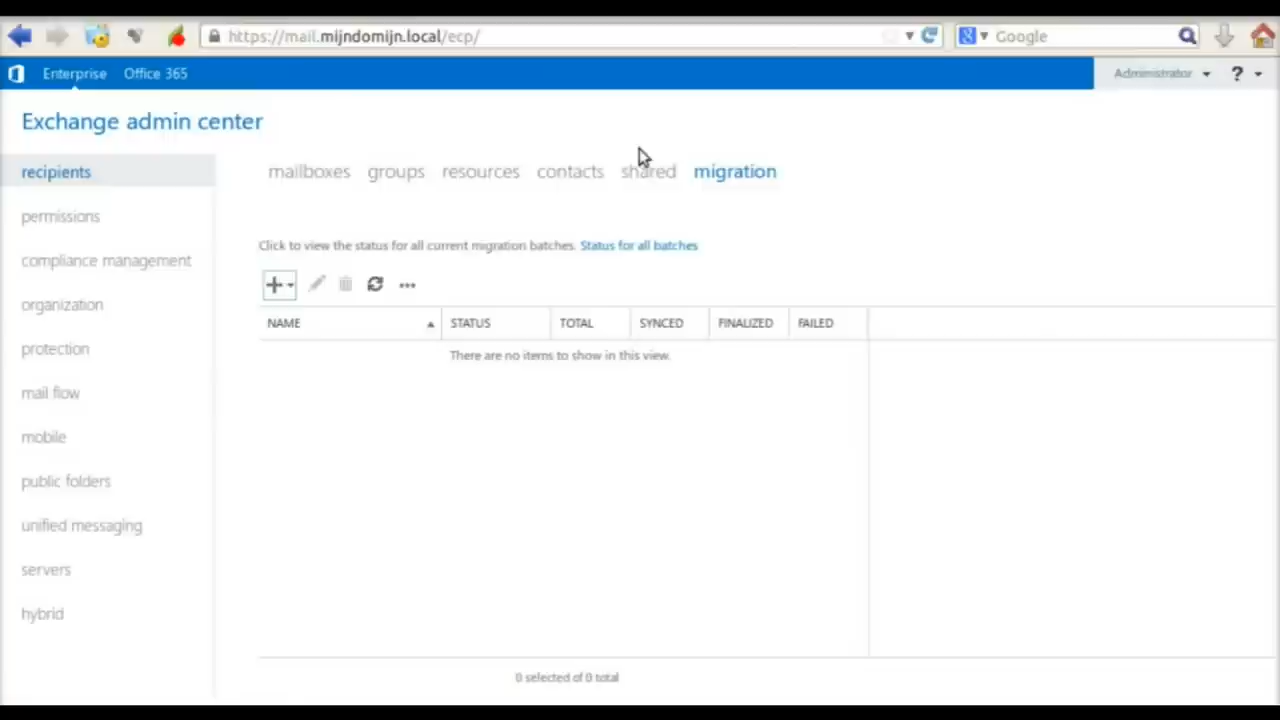 https://mail.mijndomijn.local/ecp/ Google
Enterprise Office 365 Administrator ?
Exchange admin center
recipients
permissions
compliance management
organization
protection
mail flow
mobile
public folders
unified messaging
servers
hybrid
mailboxes groups resources contacts shared migration
Click to view the status for all current migration batches. Status for all batches
NAME STATUS TOTAL SYNCED FINALIZED FAILED
There are no items to show in this view.
0 selected of 0 total